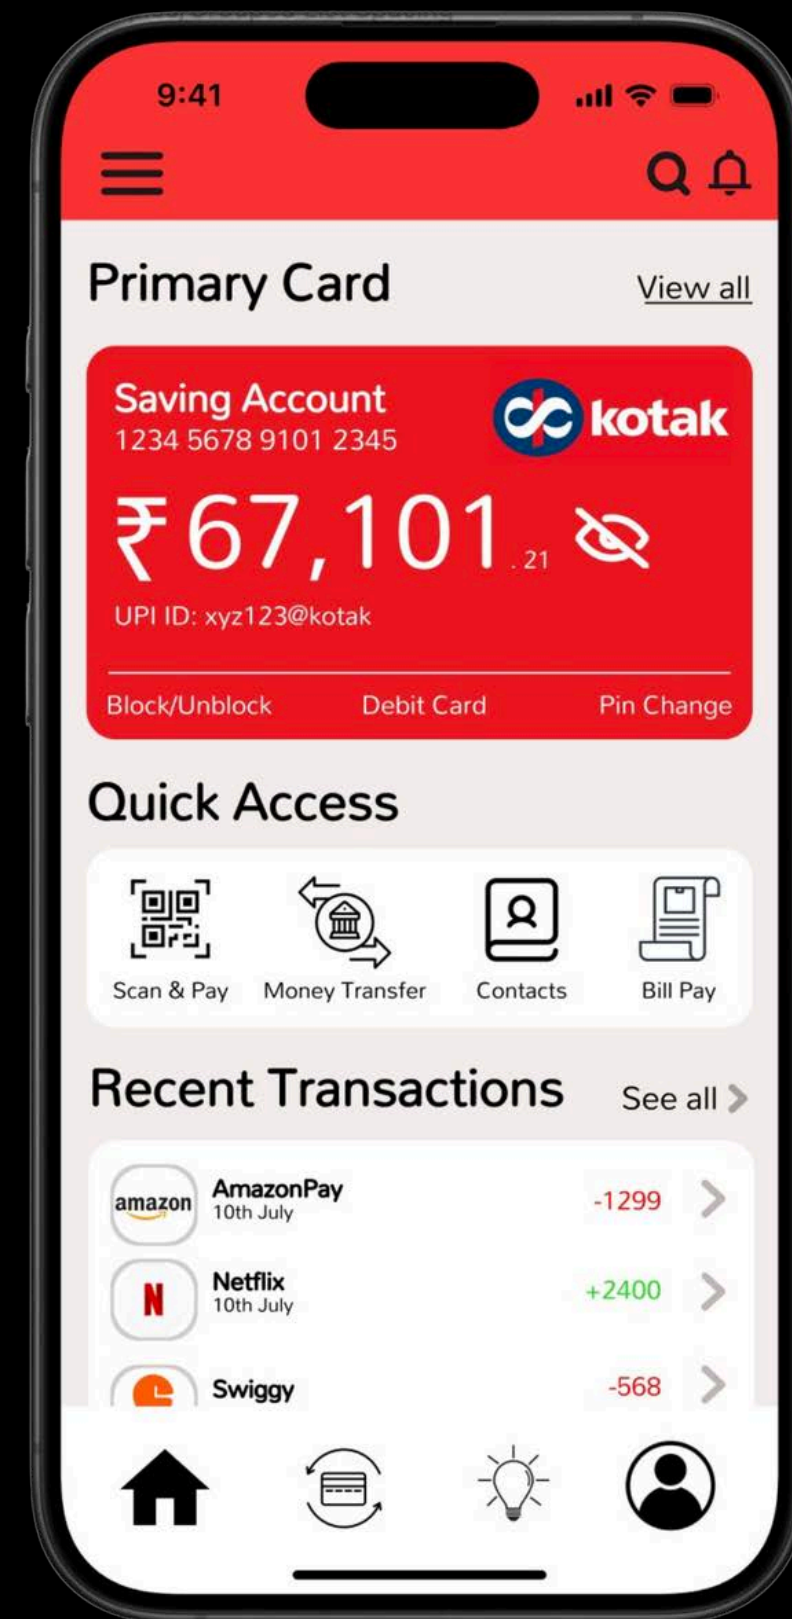 9:41
Primary Card
View all
Saving Account
kotak
1234 5678 9101 2345
₹67,101.21
UPI ID: xyz123@kotak
Block/Unblock Debit Card Pin Change
Quick Access
Scan & Pay Money Transfer Contacts Bill Pay
Recent Transactions
See all
amazon
AmazonPay
10th July
-1299
N
Netflix
10th July
+2400
Swiggy
-568